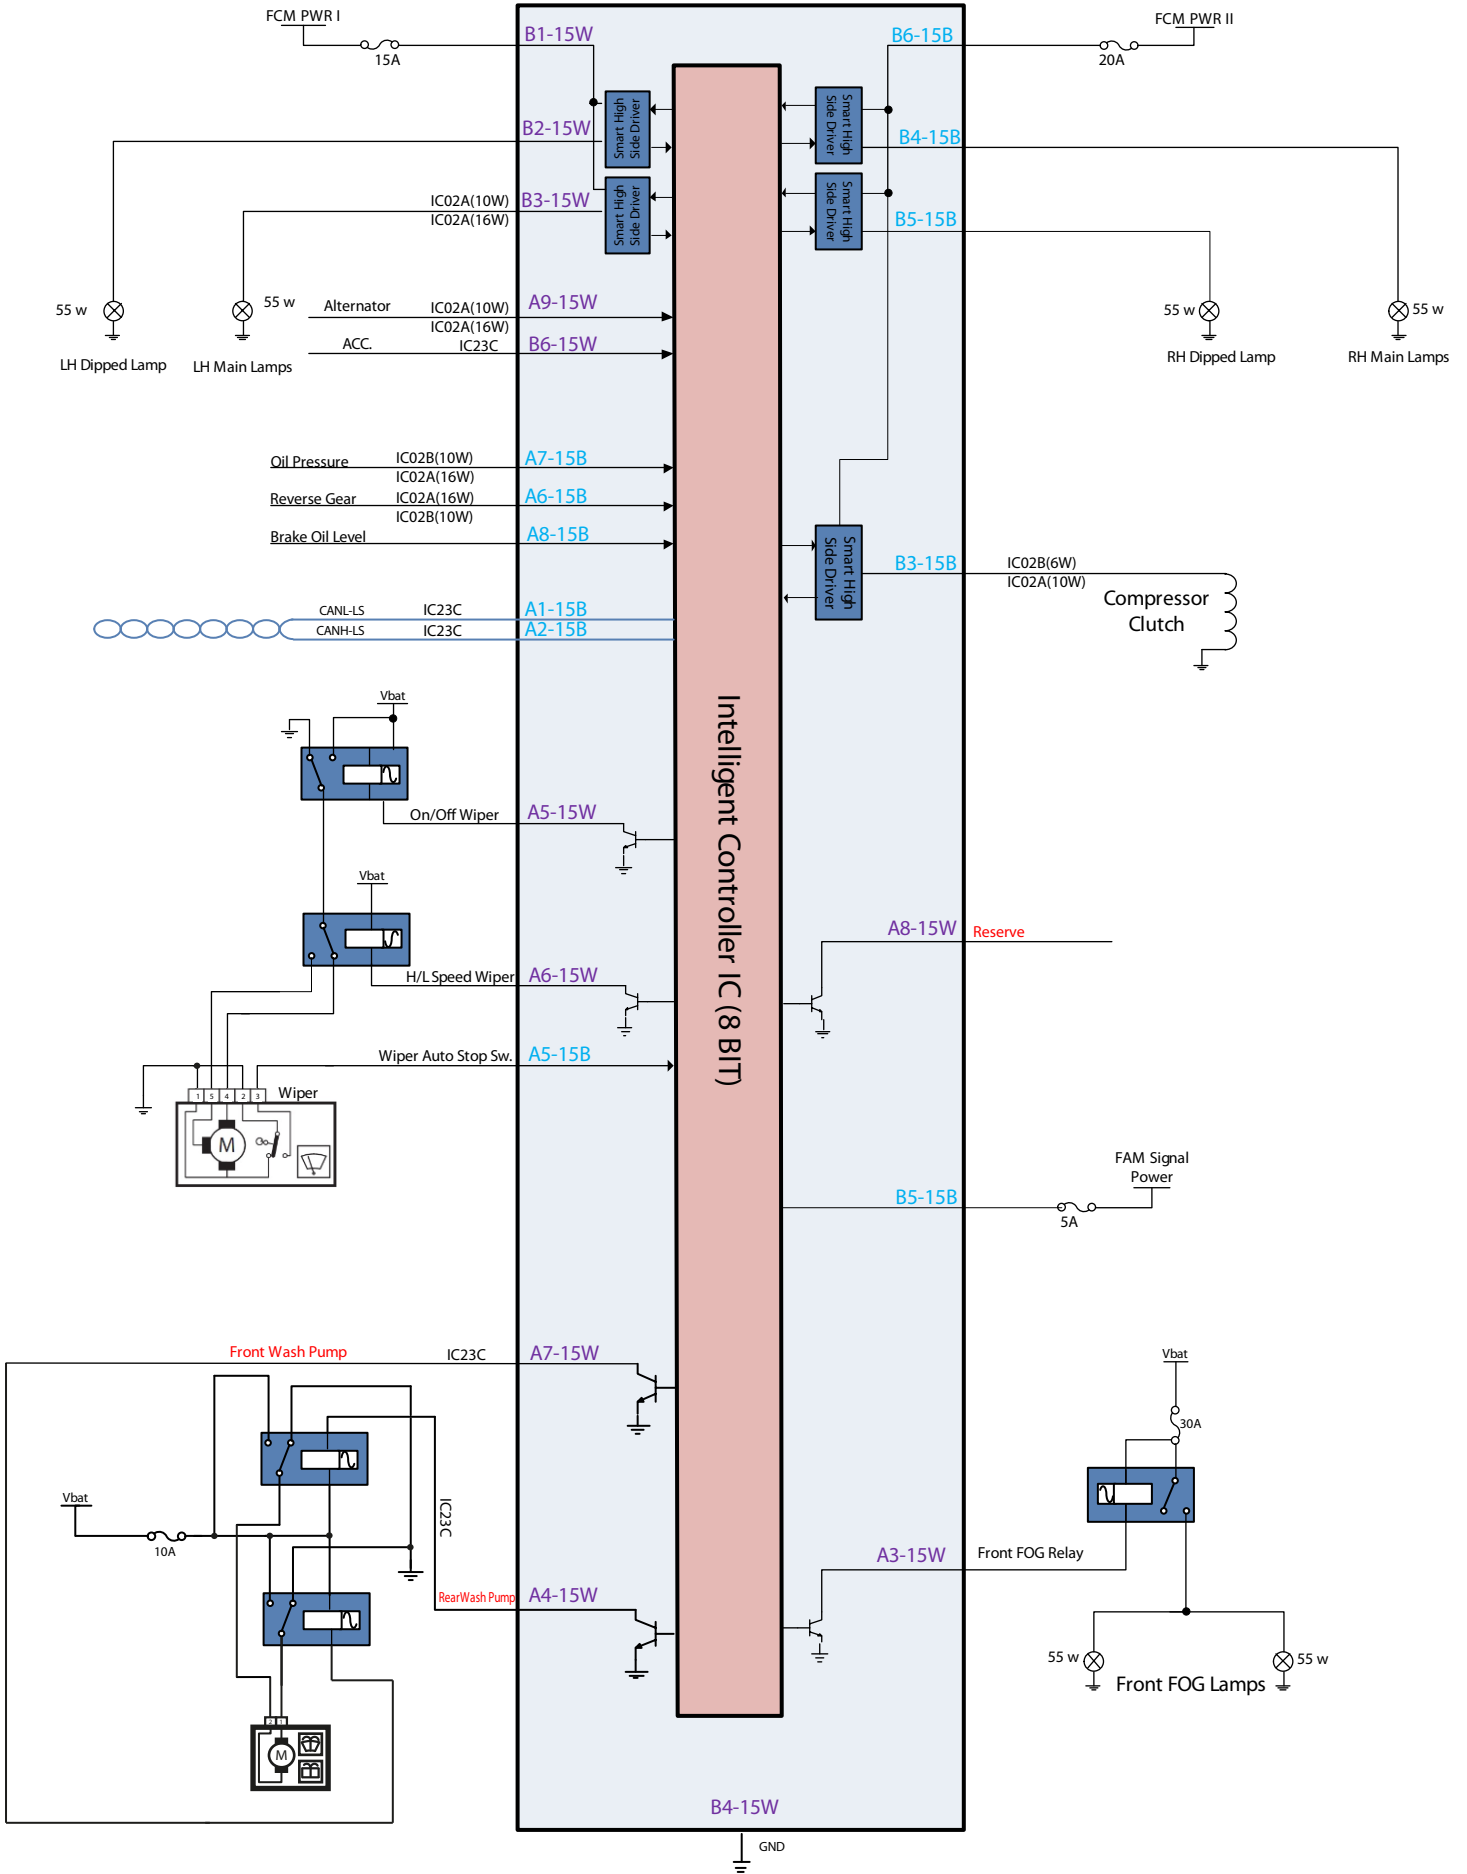 FCM PWR I
15A
B1-15W
B6-15B
FCM PWR II
20A
Smart High
Side Driver
Smart High
Side Driver
B2-15W
B4-15B
Smart High
Side Driver
Smart High
Side Driver
IC02A(10W)
B3-15W
IC02A(16W)
B5-15B
55 w
LH Dipped Lamp
55 w
LH Main Lamps
Alternator
IC02A(10W)
A9-15W
IC02A(16W)
ACC.
IC23C
B6-15W
55 w
RH Dipped Lamp
55 w
RH Main Lamps
Oil Pressure
IC02B(10W)
A7-15B
IC02A(16W)
Reverse Gear
IC02A(16W)
A6-15B
IC02B(10W)
Brake Oil Level
A8-15B
Smart High
Side Driver
B3-15B
IC02B(6W)
IC02A(10W)
Compressor
Clutch
CANL-LS
IC23C
A1-15B
CANH-LS
IC23C
A2-15B
Intelligent Controller IC (8 BIT)
Vbat
On/Off Wiper
A5-15W
Vbat
H/L Speed Wiper
A6-15W
A8-15W
Reserve
Wiper Auto Stop Sw.
A5-15B
Wiper
1
5
4
2
3
M
FAM Signal
Power
B5-15B
5A
Front Wash Pump
IC23C
A7-15W
Vbat
10A
IC23C
RearWash Pump
A4-15W
2
1
M
Vbat
30A
A3-15W
Front FOG Relay
55 w
55 w
Front FOG Lamps
B4-15W
GND